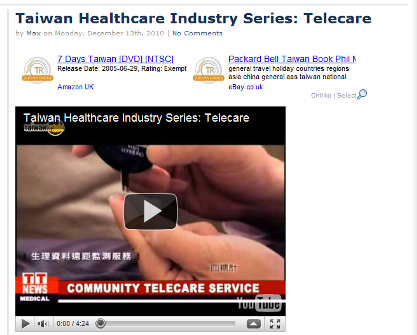 Taiwan Healthcare Industry Series: Telecare
by Max on Monday, December 13th, 2010 | No Comments
7 Days Taiwan [DVD] [NTSC]
Release Date: 2005-06-29, Rating: Exempt
Amazon UK
Packard Bell Taiwan Book Phil M
general travel holiday countries regions
asia china general aas taiwan national
eBay.co.uk
Chitika | Select
Taiwan Healthcare Industry Series: Telecare
血糖計
生理資料遠距監測服務
TT
NEWS
MEDICAL
COMMUNITY TELECARE SERVICE
YouTube
0:00 / 4:24